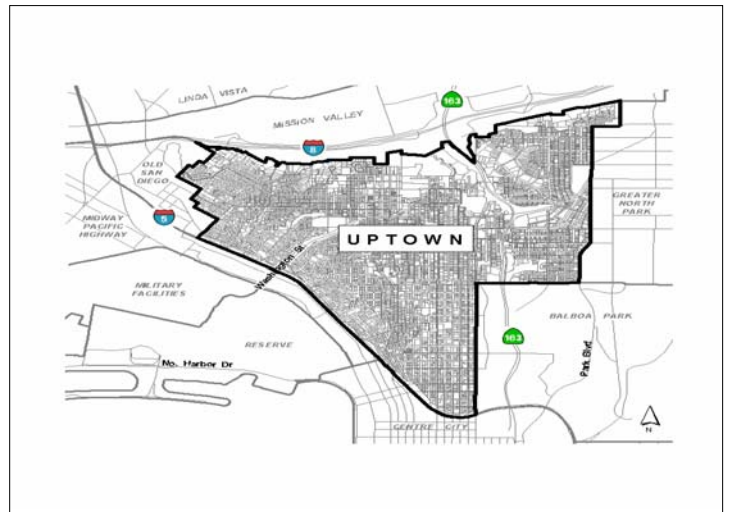 LINDA VISTA
163
MISSION VALLEY
8
OLD
SAN
DIEGO
GREATER
NORTH
PARK
5
MIDWAY
PACIFIC
HIGHWAY
UPTOWN
Washington St
MILITARY
FACILITIES
BALBOA PARK
163
RESERVE
Park Blvd
No. Harbor Dr
CENTRE CITY
N